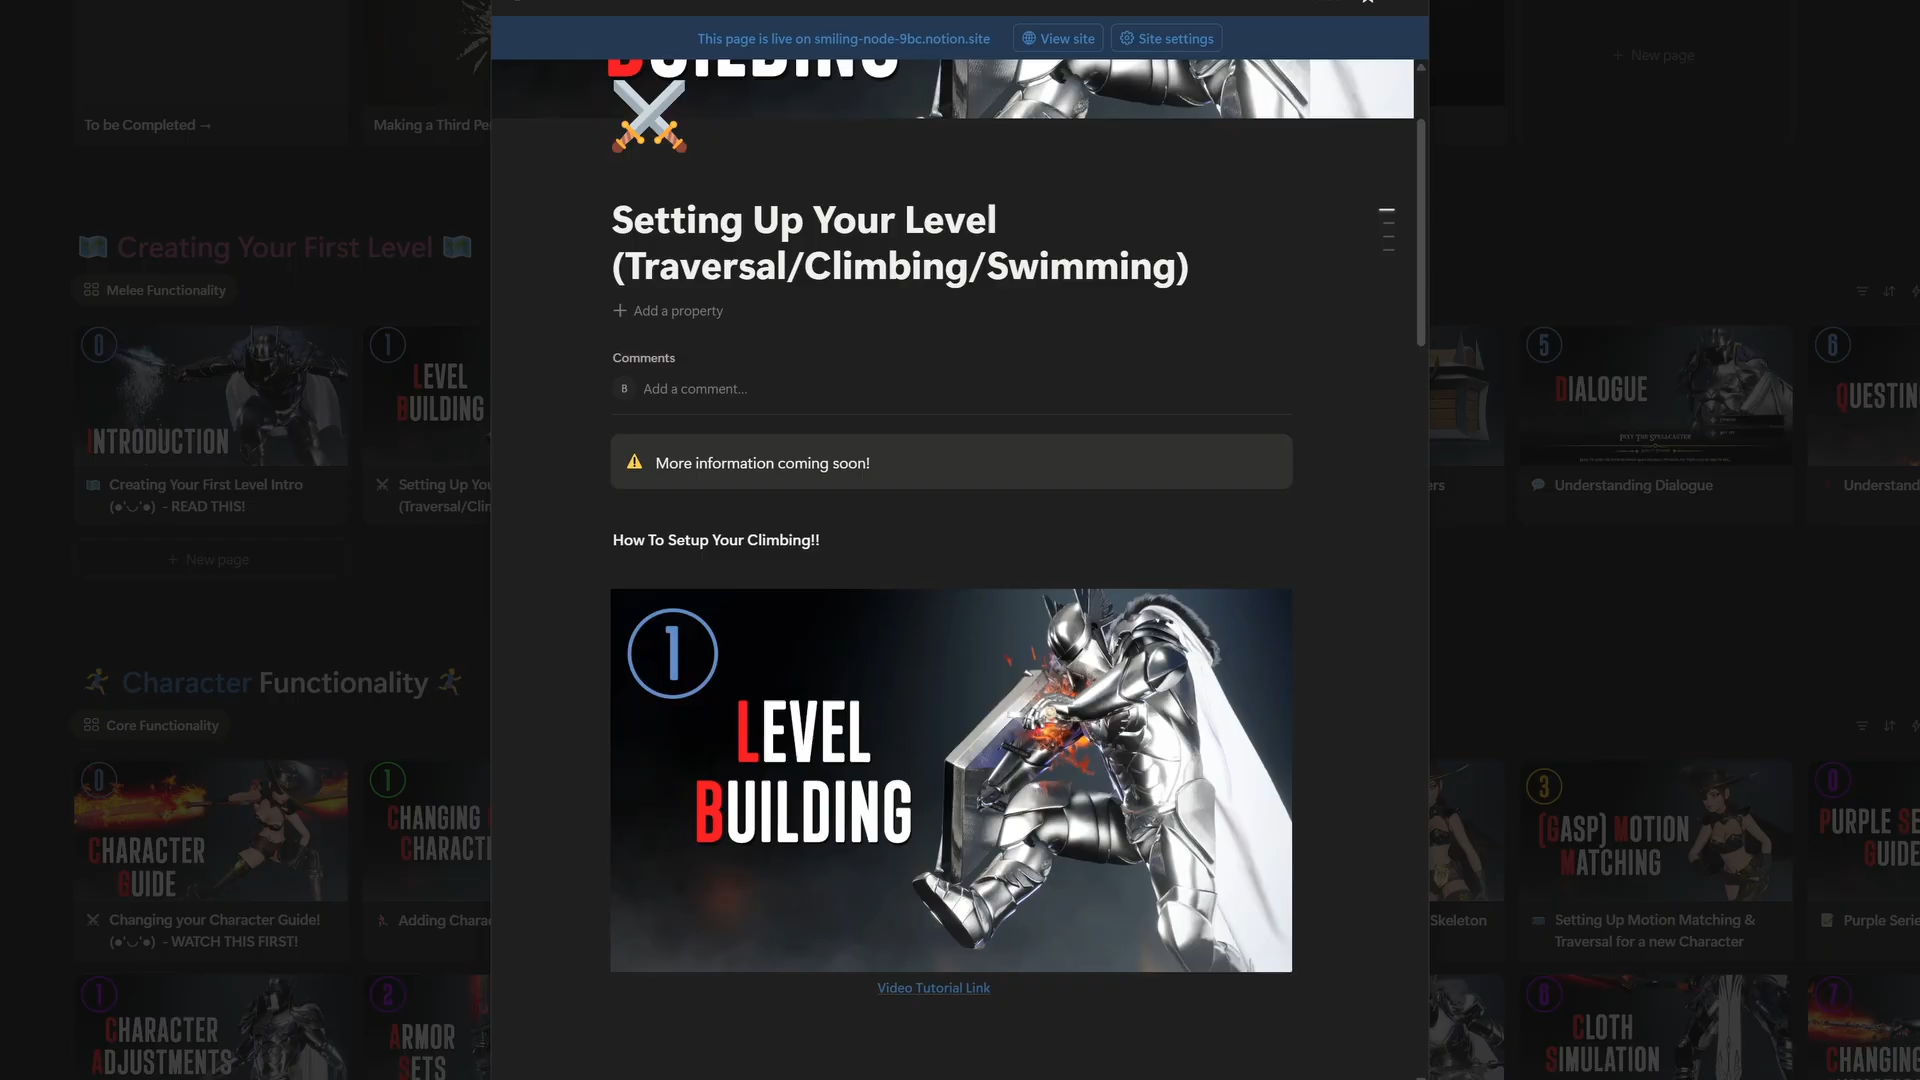 This page is live on smiling-node-9bc.notion.site
View site
Site settings
BUILDING
Setting Up Your Level
(Traversal/Climbing/Swimming)
+ Add a property
Comments
B
Add a comment...
More information coming soon!
How To Setup Your Climbing!!
1
LEVEL
BUILDING
Video Tutorial Link
To be Completed →
Making a Third Pe
+ New page
Creating Your First Level
Melee Functionality
0
INTRODUCTION
Creating Your First Level Intro
(●'◡'●) - READ THIS!
1
LEVEL
BUILDING
Setting Up You
(Traversal/Clim
ers
5
DIALOGUE
Understanding Dialogue
6
QUESTIN
Understand
+ New page
Character Functionality
Core Functionality
0
CHARACTER
GUIDE
Changing your Character Guide!
(●'◡'●) - WATCH THIS FIRST!
1
CHANGING
CHARACT
Adding Charac
Skeleton
3
(GASP) MOTION
MATCHING
Setting Up Motion Matching &
Traversal for a new Character
0
PURPLE SE
GUIDE
Purple Serie
1
CHARACTER
ADJUSTMENTS
2
ARMOR
SETS
6
CLOTH
SIMULATION
7
CHANGING